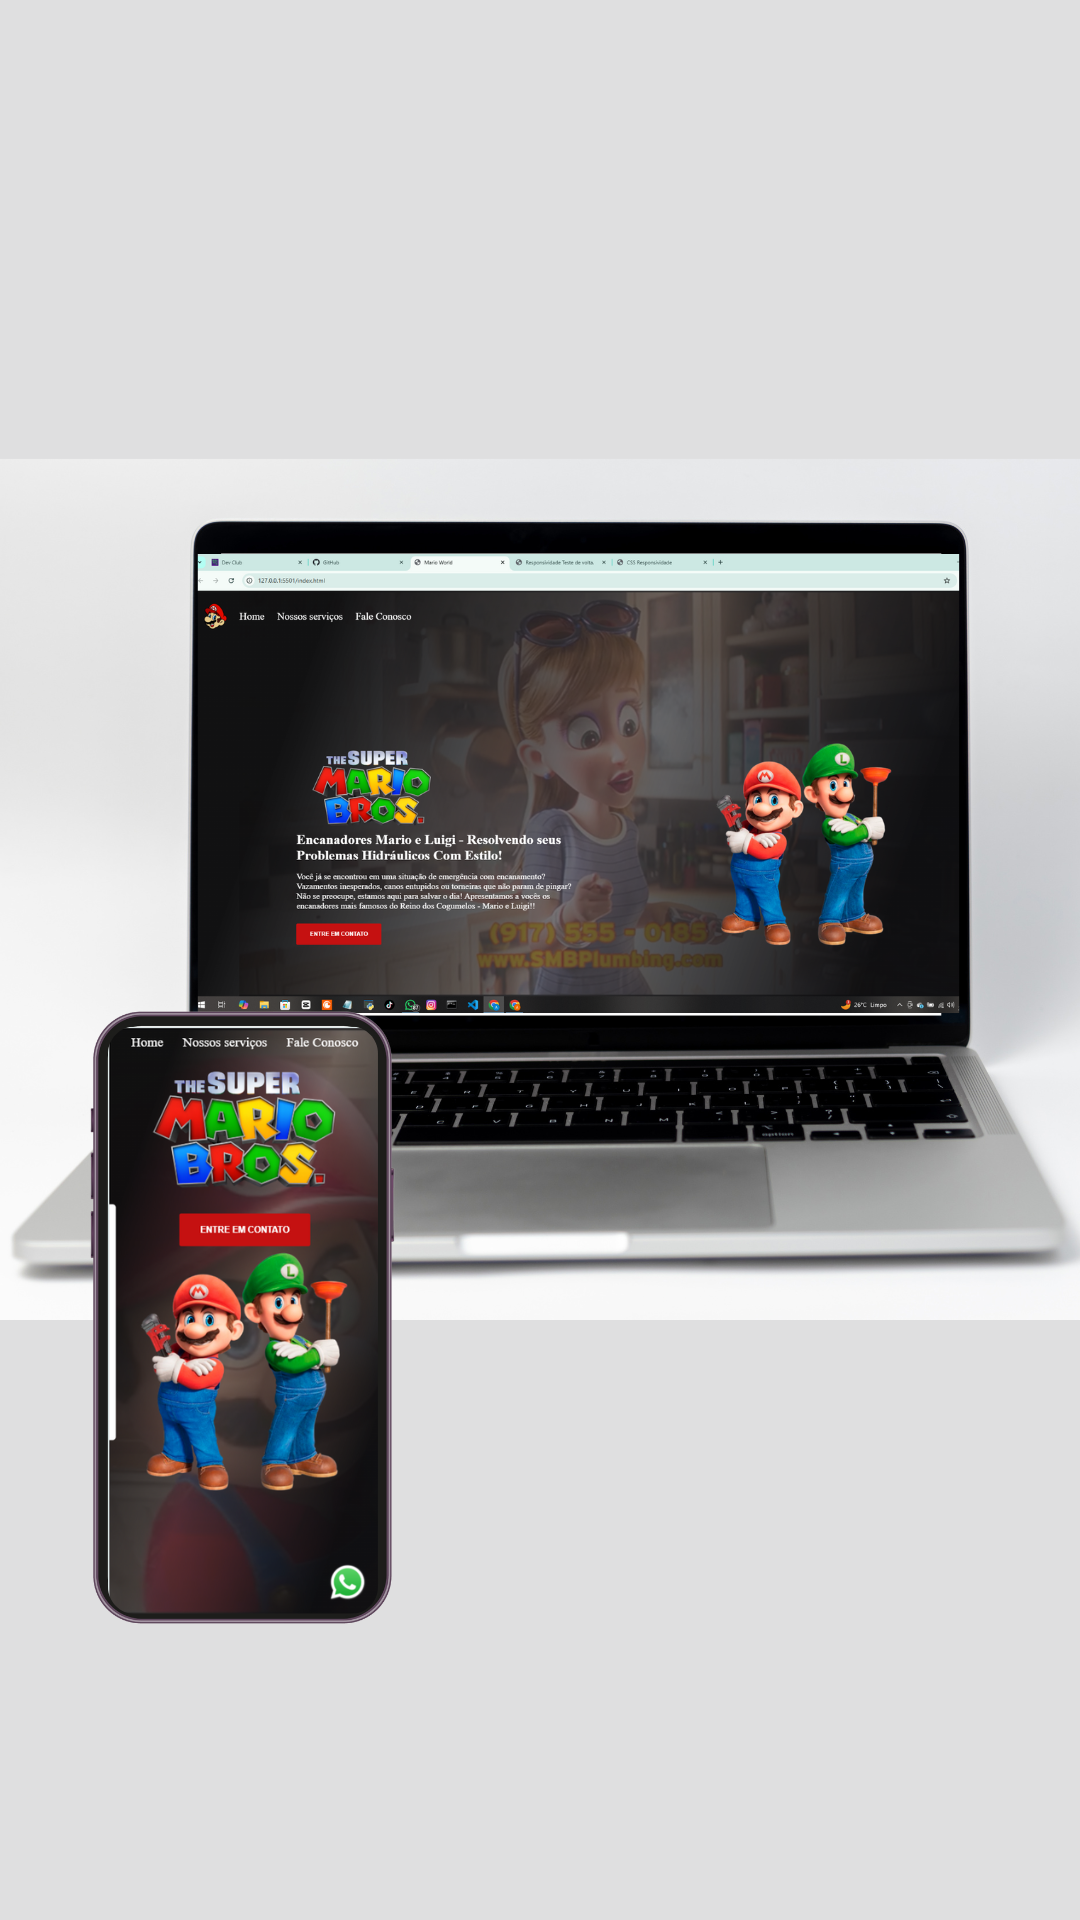 Dev Club
GitHub
Mario World
Responsividade Teste de volta.
CSS Responsividade
127.0.0.1:5501/index.html
Home Nossos serviços Fale Conosco
THE SUPER
MARIO
BROS.
Encanadores Mario e Luigi - Resolvendo seus
Problemas Hidráulicos Com Estilo!
Você já se encontrou em uma situação de emergência com encanamento?
Vazamentos inesperados, canos entupidos ou torneiras que não param de pingar?
Não se preocupe, estamos aqui para salvar o dia! Apresentamos a vocês os
encanadores mais famosos do Reino dos Cogumelos - Mario e Luigi!!
ENTRE EM CONTATO
(917) 555 - 0185
www.SMBPlumbing.com
M
L
26°C Limpo
option
Home Nossos serviços Fale Conosco
THE SUPER
MARIO
BROS.
ENTRE EM CONTATO
M
L